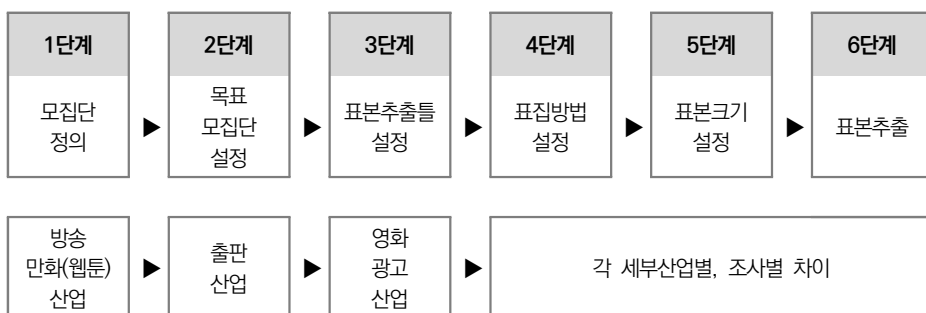 1단계
2단계
3단계
4단계
5단계
6단계
모집단
정의
▶
목표
모집단
설정
▶
표본추출틀
설정
▶
표집방법
설정
▶
표본크기
설정
▶
표본추출
방송
만화(웹툰)
산업
▶
출판
산업
▶
영화
광고
산업
▶
각 세부산업별, 조사별 차이